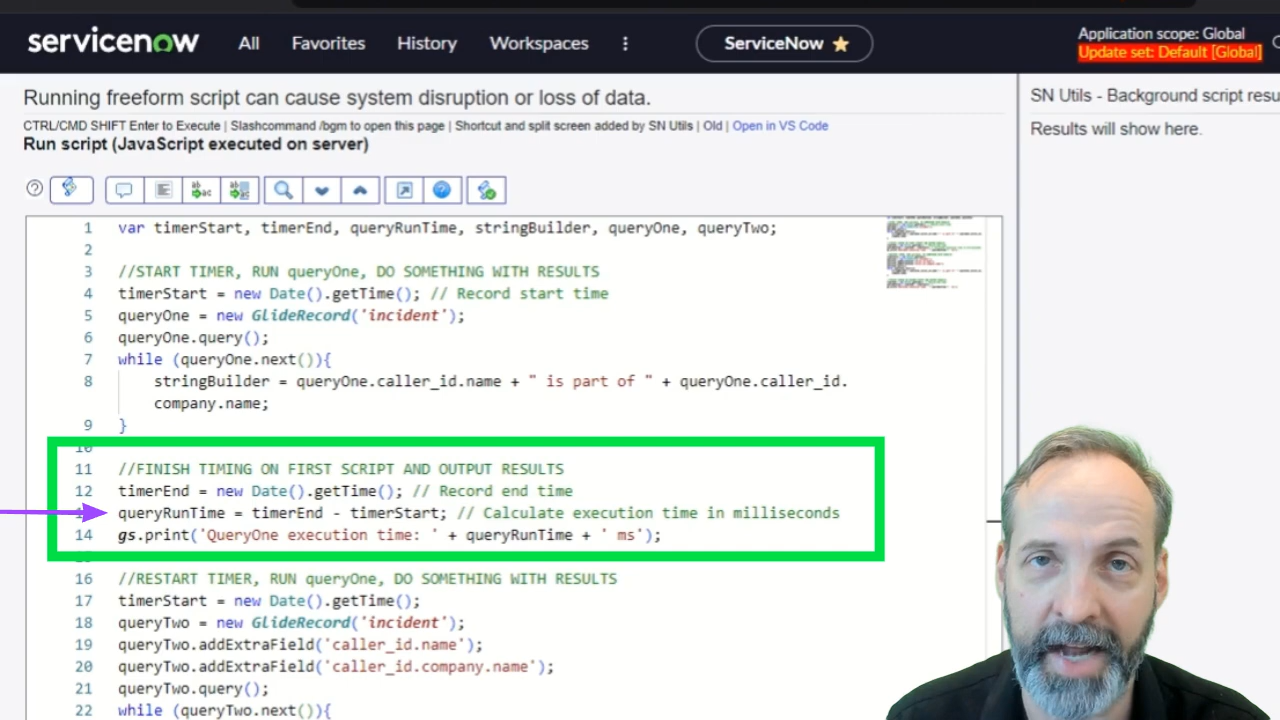 servicenow All Favorites History Workspaces ServiceNow Application scope: Global
Update set: Default [Global]
Running freeform script can cause system disruption or loss of data.
CTRL/CMD SHIFT Enter to Execute | Slashcommand /bgm to open this page | Shortcut and split screen added by SN Utils | Old | Open in VS Code
Run script (JavaScript executed on server)
SN Utils - Background script resu
Results will show here.
1 var timerStart, timerEnd, queryRunTime, stringBuilder, queryOne, queryTwo;
2
3 //START TIMER, RUN queryOne, DO SOMETHING WITH RESULTS
4 timerStart = new Date().getTime(); // Record start time
5 queryOne = new GlideRecord('incident');
6 queryOne.query();
7 while (queryOne.next()){
8 stringBuilder = queryOne.caller_id.name + " is part of " + queryOne.caller_id.
company.name;
9 }
10
11 //FINISH TIMING ON FIRST SCRIPT AND OUTPUT RESULTS
12 timerEnd = new Date().getTime(); // Record end time
queryRunTime = timerEnd - timerStart; // Calculate execution time in milliseconds
14 gs.print('QueryOne execution time: ' + queryRunTime + ' ms');
16 //RESTART TIMER, RUN queryOne, DO SOMETHING WITH RESULTS
17 timerStart = new Date().getTime();
18 queryTwo = new GlideRecord('incident');
19 queryTwo.addExtraField('caller_id.name');
20 queryTwo.addExtraField('caller_id.company.name');
21 queryTwo.query();
22 while (queryTwo.next()){